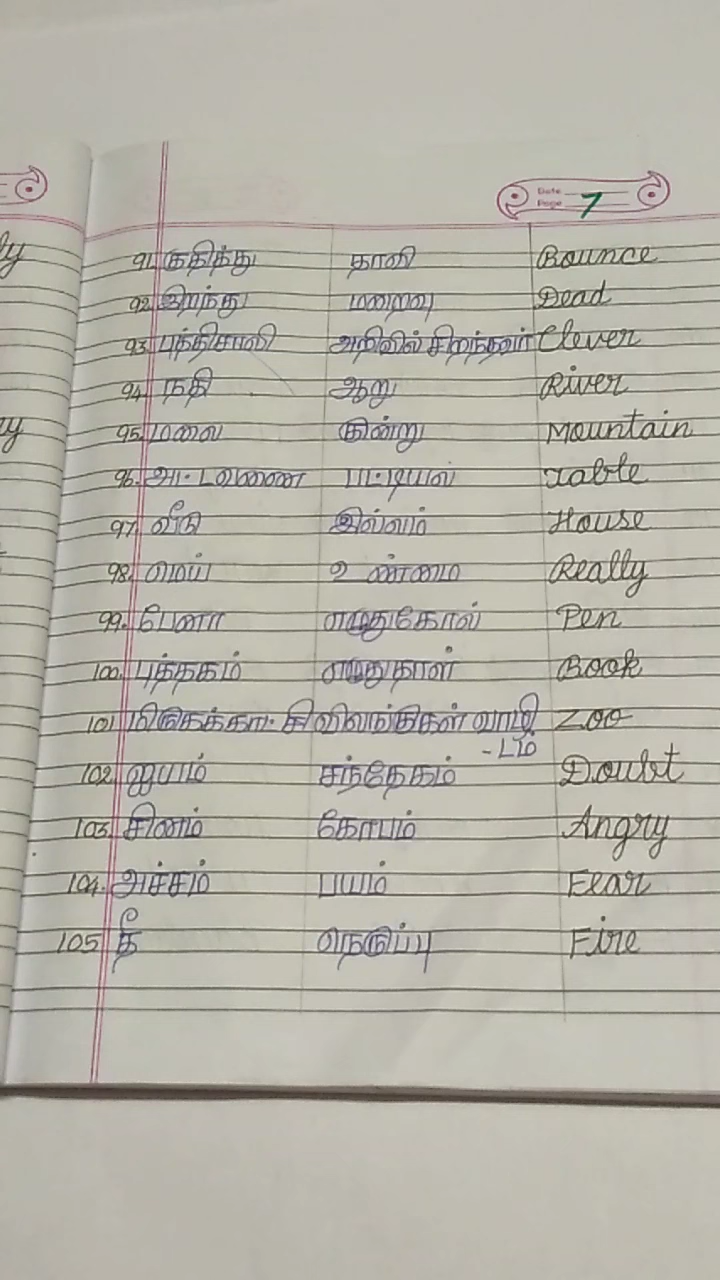 Date
Page 7
91. குதித்து தாவி Bounce
92. இறந்து மறைவு Dead
93. புத்திசாலி அறிவில் சிறந்தவர் Clever
94. நதி ஆறு River
95. மலை குன்று Mountain
96. அட்டவணை பட்டியல் Table
97. வீடு இல்லம் House
98. மெய் உண்மை Really
99. பேனா எழுதுகோல் Pen
100. புத்தகம் எழுதுதாள் Book
101. மிருகக்காட்சி விலங்குகள் வாழி Zoo
-டம்
102. ஐயம் சந்தேகம் Doubt
103. சினம் கோபம் Angry
104. அச்சம் பயம் Fear
105 தீ நெருப்பு Fire